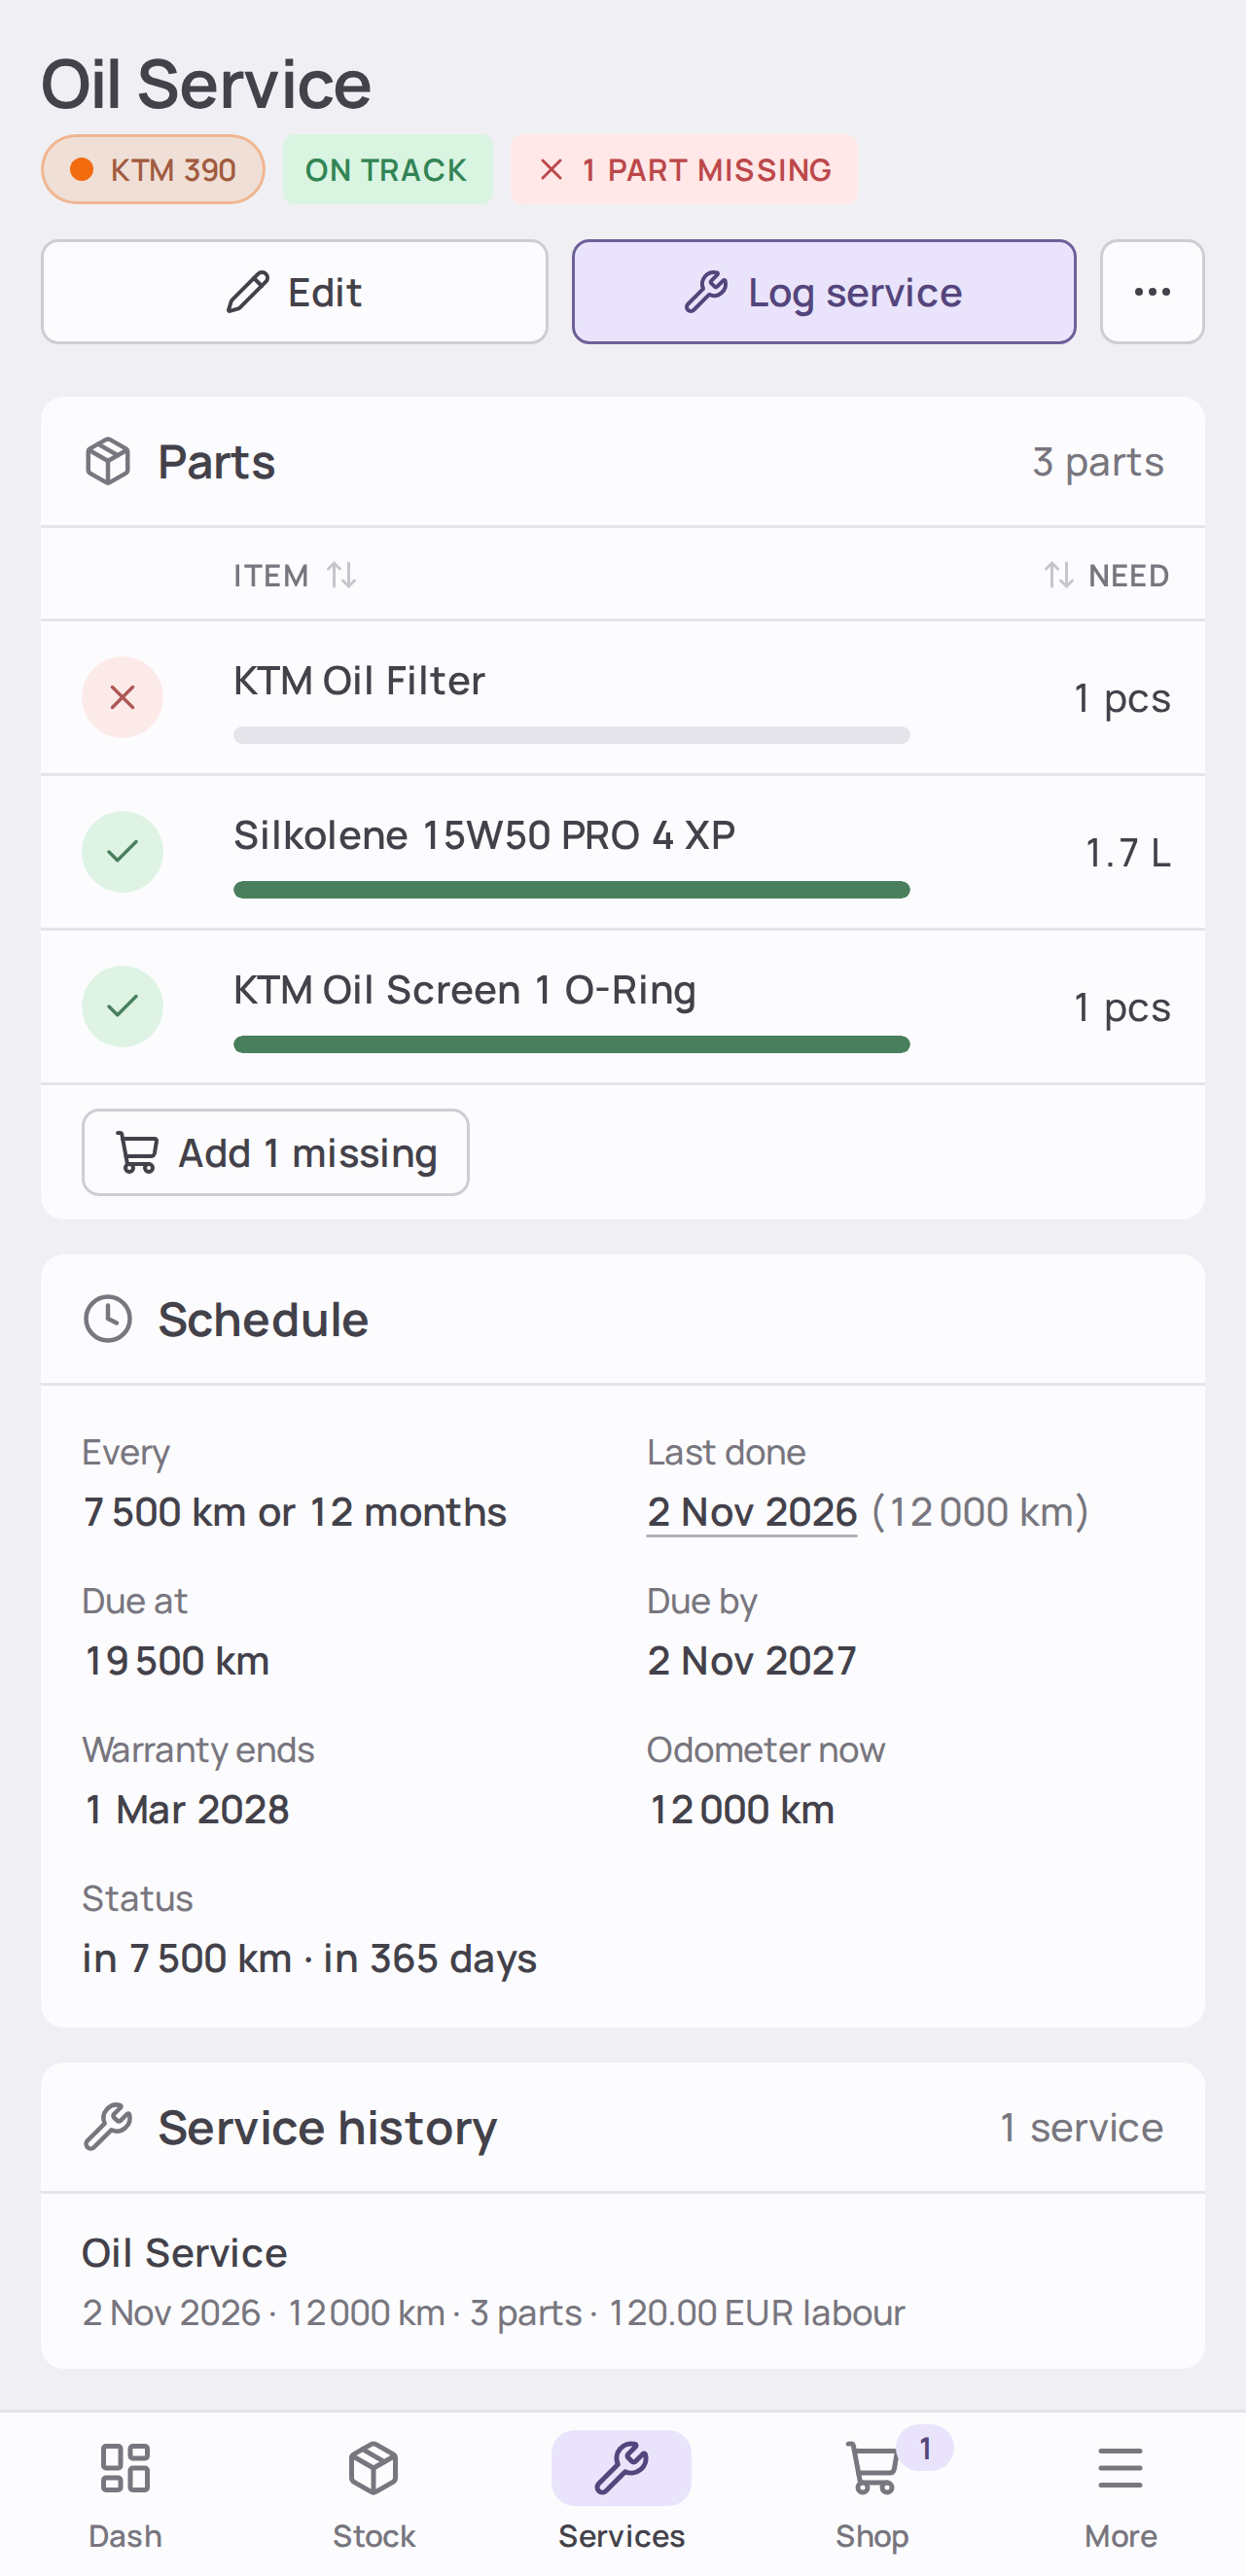 Oil Service
KTM 390 ON TRACK 1 PART MISSING
Edit Log service
Parts 3 parts
ITEM NEED
KTM Oil Filter 1 pcs
Silkolene 15W50 PRO 4 XP 1.7 L
KTM Oil Screen 1 O-Ring 1 pcs
Add 1 missing
Schedule
Every Last done
7 500 km or 12 months 2 Nov 2026 (12 000 km)
Due at Due by
19 500 km 2 Nov 2027
Warranty ends Odometer now
1 Mar 2028 12 000 km
Status
in 7 500 km · in 365 days
Service history 1 service
Oil Service
2 Nov 2026 · 12 000 km · 3 parts · 120.00 EUR labour
1
Dash Stock Services Shop More